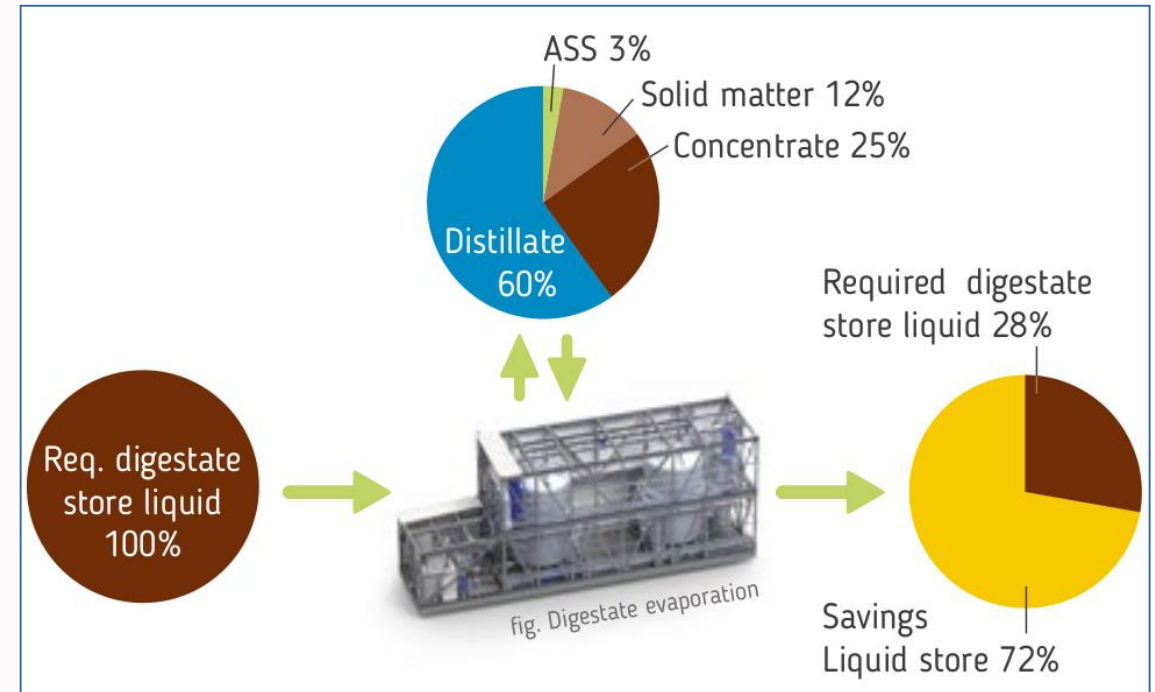 ASS 3%
Solid matter 12%
Concentrate 25%
Distillate
60%
Required digestate
store liquid 28%
Req. digestate
store liquid
100%
fig. Digestate evaporation
Savings
Liquid store 72%